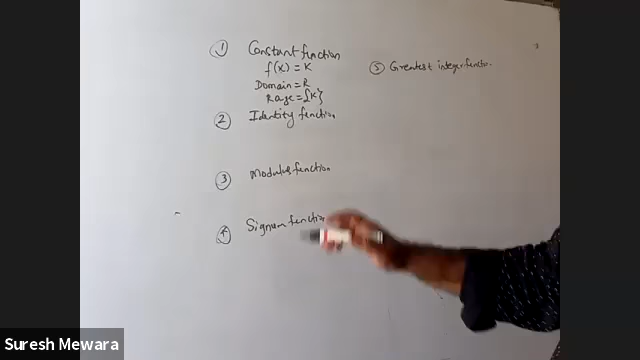 ① Constant function
f(x) = K
Domain = R
Rage = {K}
② Identity function
③ Modulus function
④ Signum function
⑤ Greatest integer function
Suresh Mewara